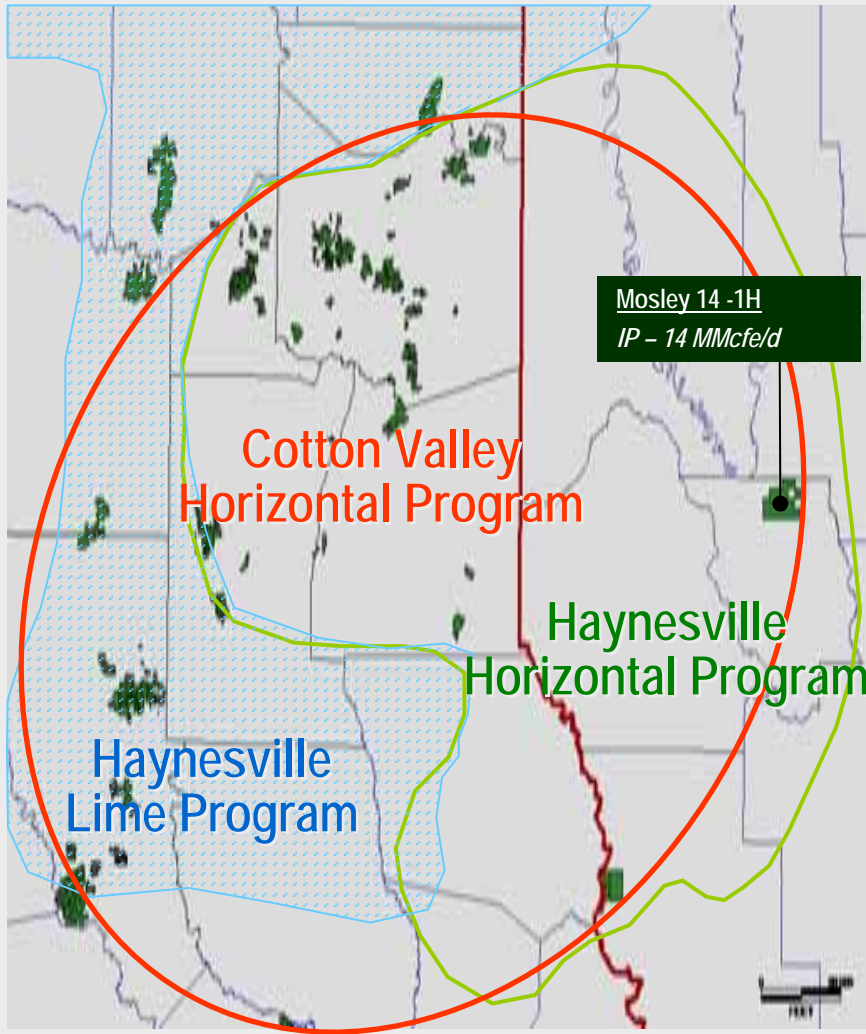 Mosley 14 -1H
IP – 14 MMcfe/d
Cotton Valley
Horizontal Program
Haynesville
Horizontal Program
Haynesville
Lime Program